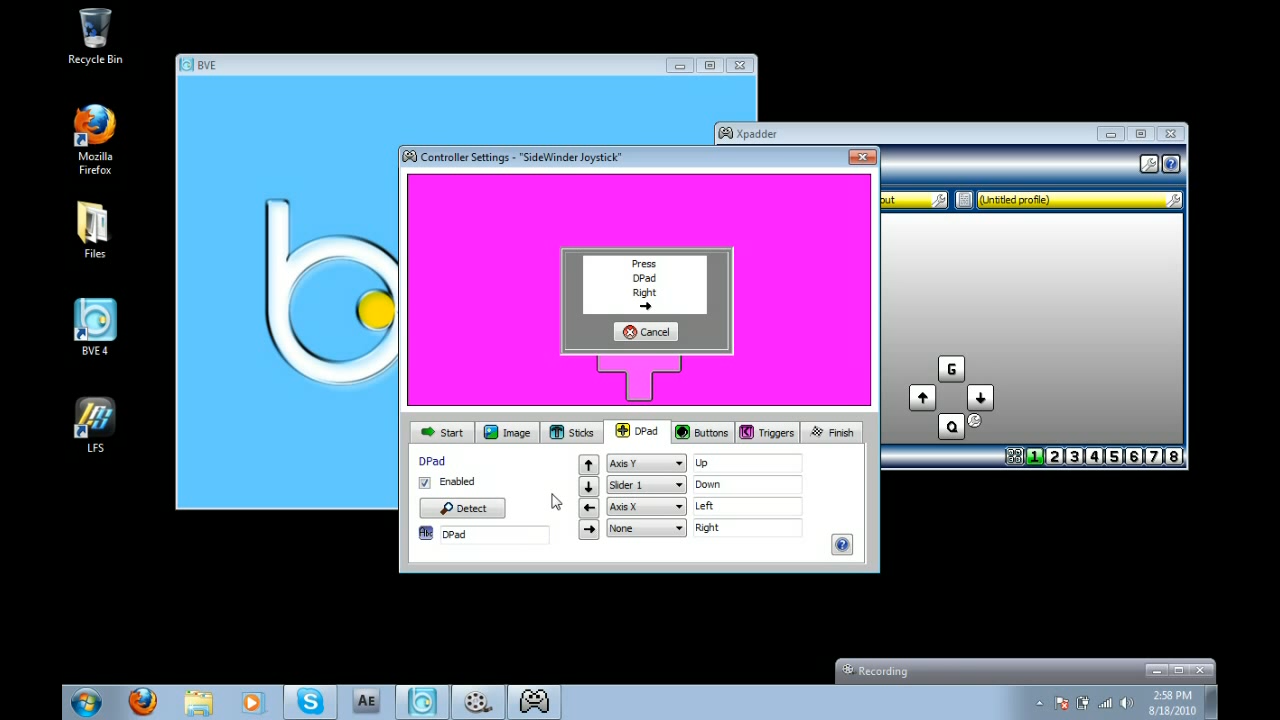 Recycle Bin
Mozilla
Firefox
Files
BVE 4
LFS
BVE
b
Xpadder
out
(Untitled profile)
G
Q
1 2 3 4 5 6 7 8
Controller Settings - "SideWinder Joystick"
Press
DPad
Right
Cancel
Start Image Sticks DPad Buttons Triggers Finish
DPad
Enabled
Detect
Abc DPad
Axis Y Up
Slider 1 Down
Axis X Left
None Right
Recording
AE
2:58 PM
8/18/2010